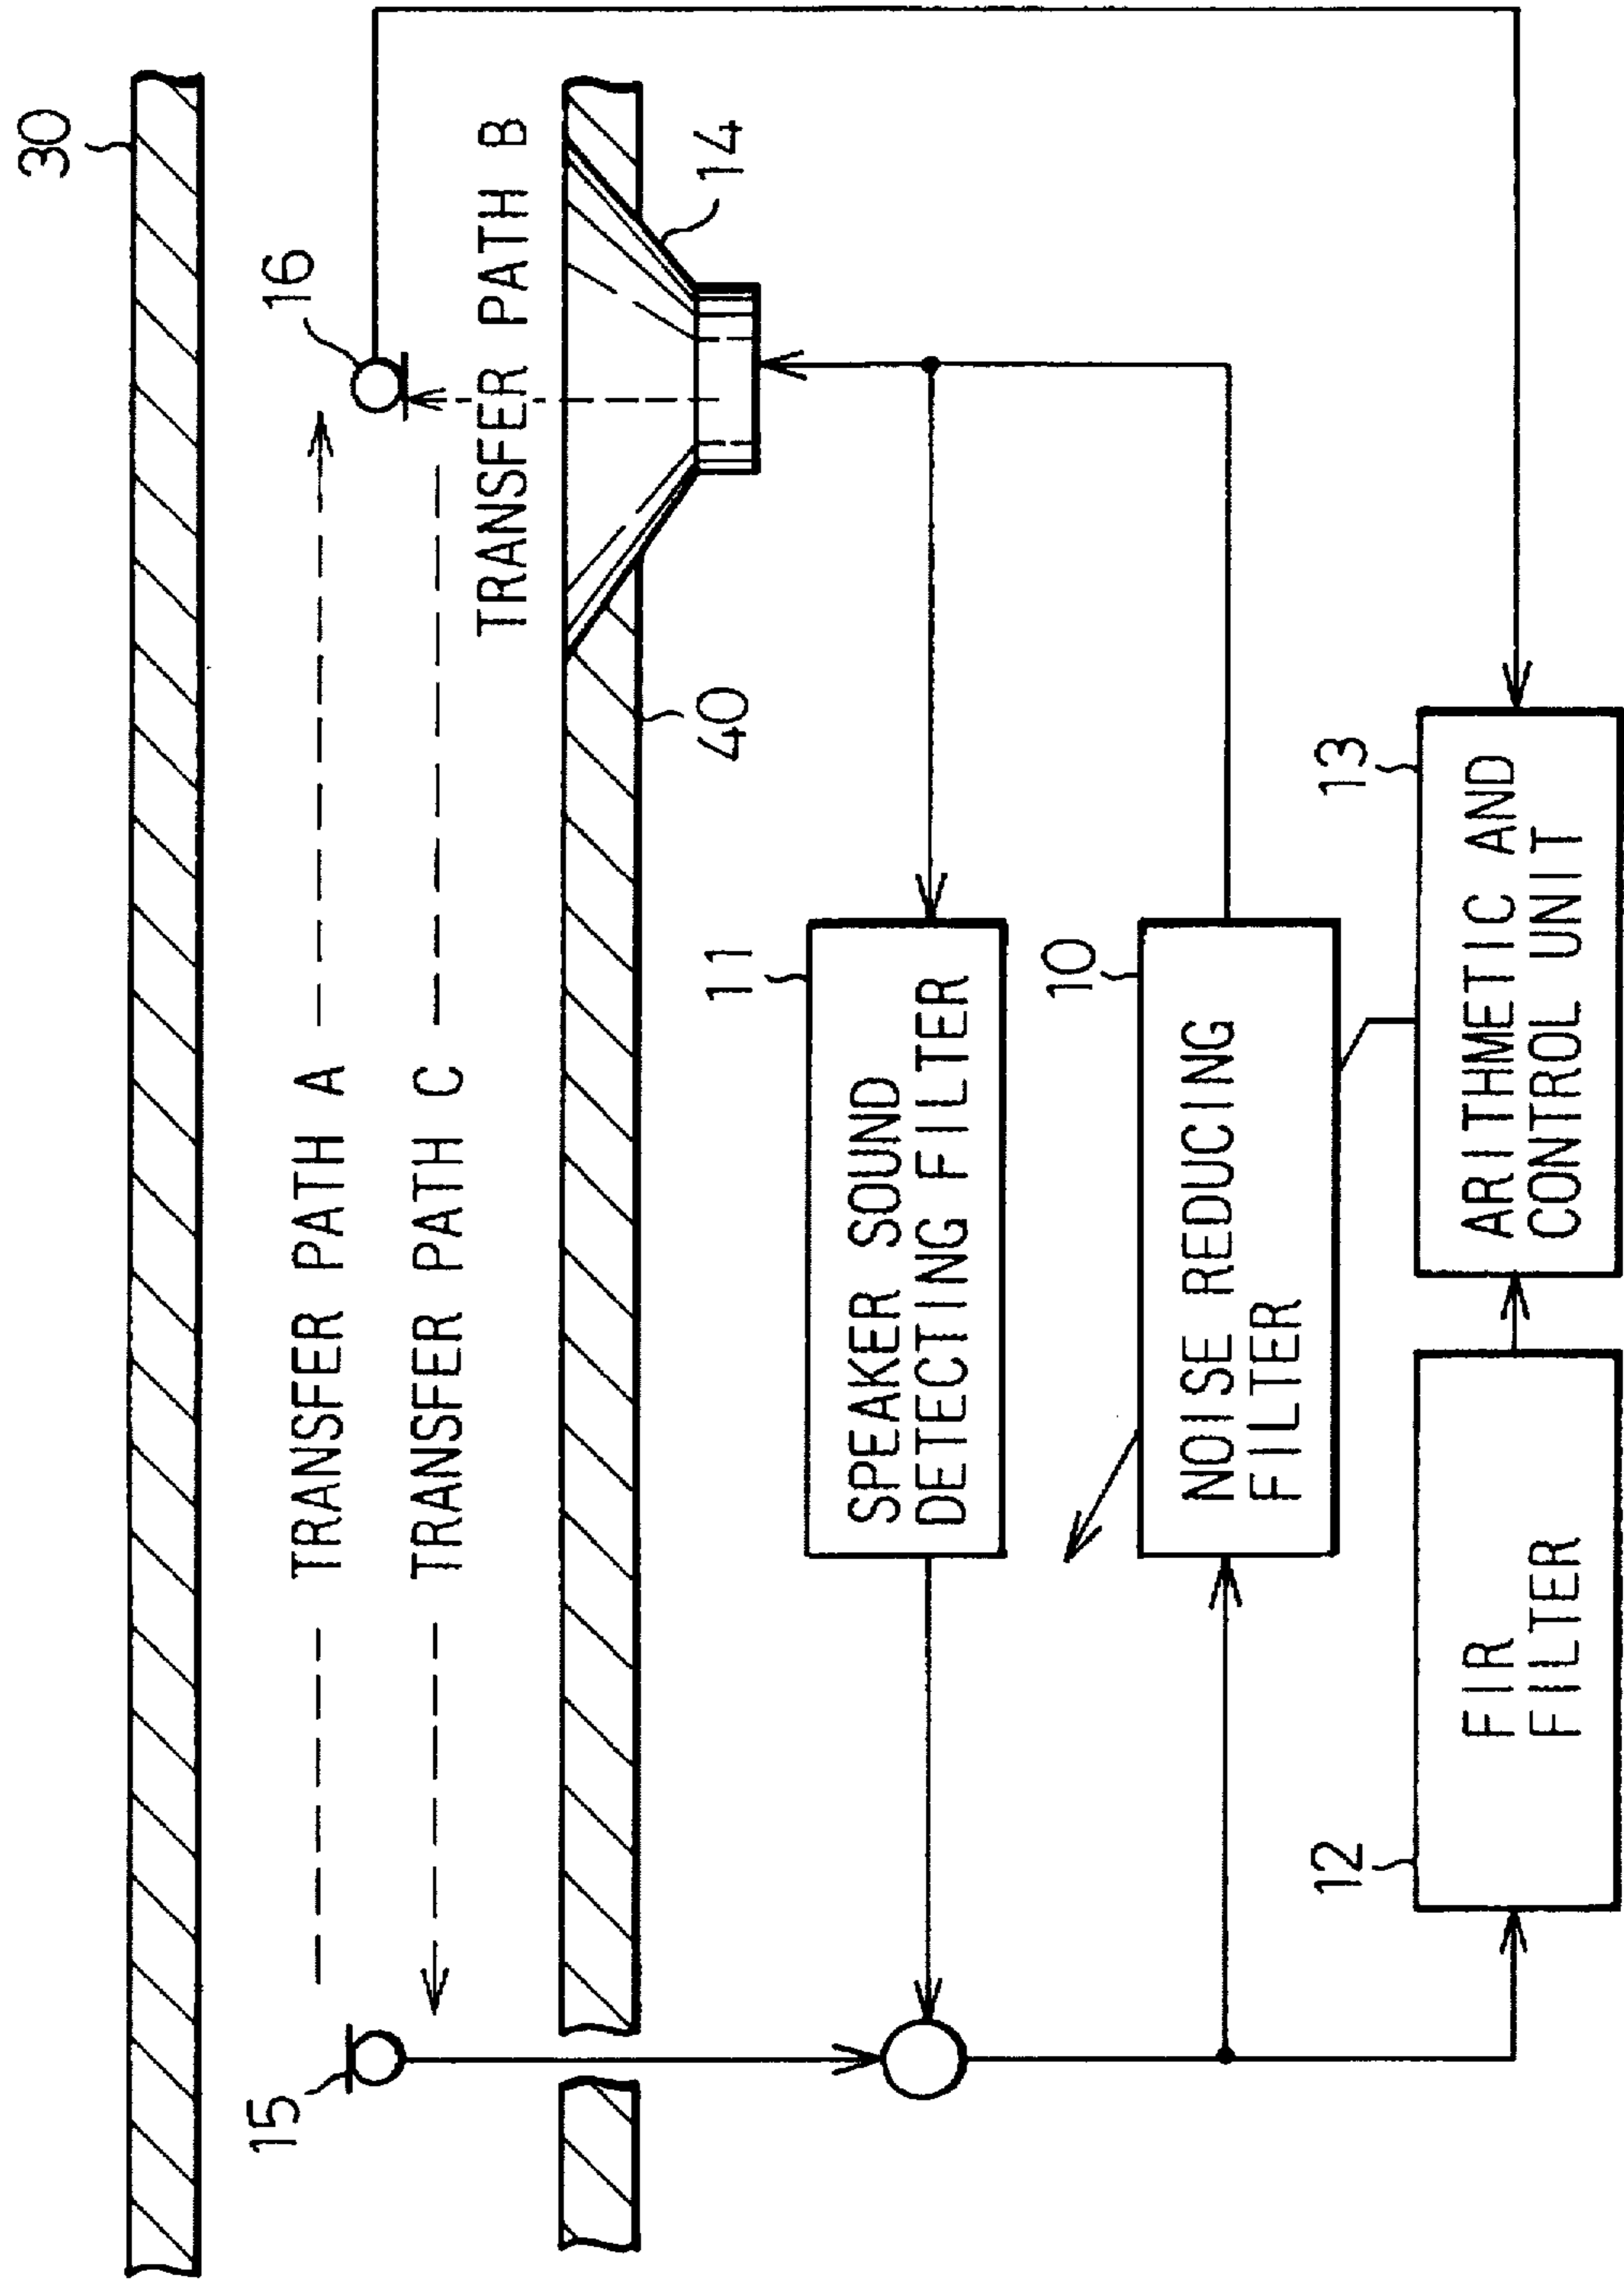 30
16
TRANSFER PATH A
TRANSFER PATH C
TRANSFER PATH B
15
14
40
11
SPEAKER SOUND
DETECTING FILTER
10
NOISE REDUCING
FILTER
12
FIR
FILTER
13
ARITHMETIC AND
CONTROL UNIT